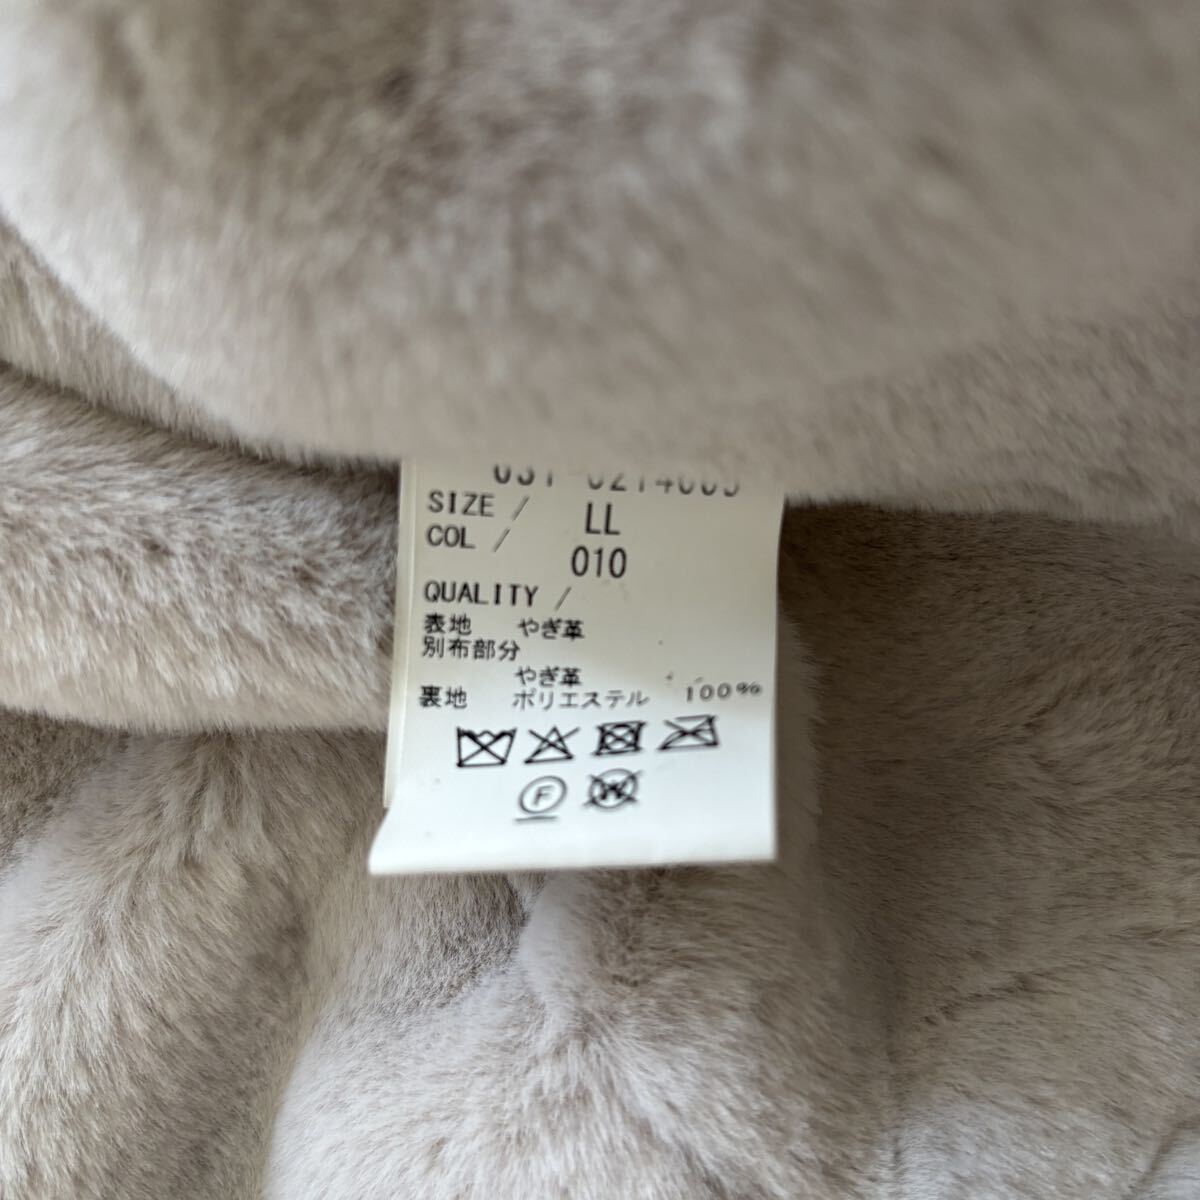 SIZE / LL
COL / 010
QUALITY /
表地 やぎ革
別布部分
やぎ革
裏地 ポリエステル 100%
F W